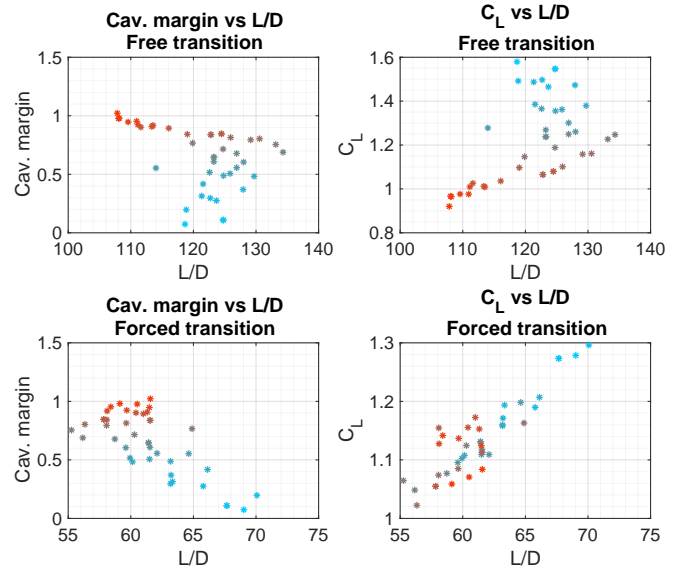 Cav. margin vs L/D
Free transition
1.5
1
0.5
0
Cav. margin
100 110 120 130 140
L/D
C_L vs L/D
Free transition
1.6
1.4
1.2
1.0
0.8
C_L
100 110 120 130 140
L/D
Cav. margin vs L/D
Forced transition
1.5
1
0.5
0
Cav. margin
55 60 65 70 75
L/D
C_L vs L/D
Forced transition
1.3
1.2
1.1
1
C_L
55 60 65 70 75
L/D